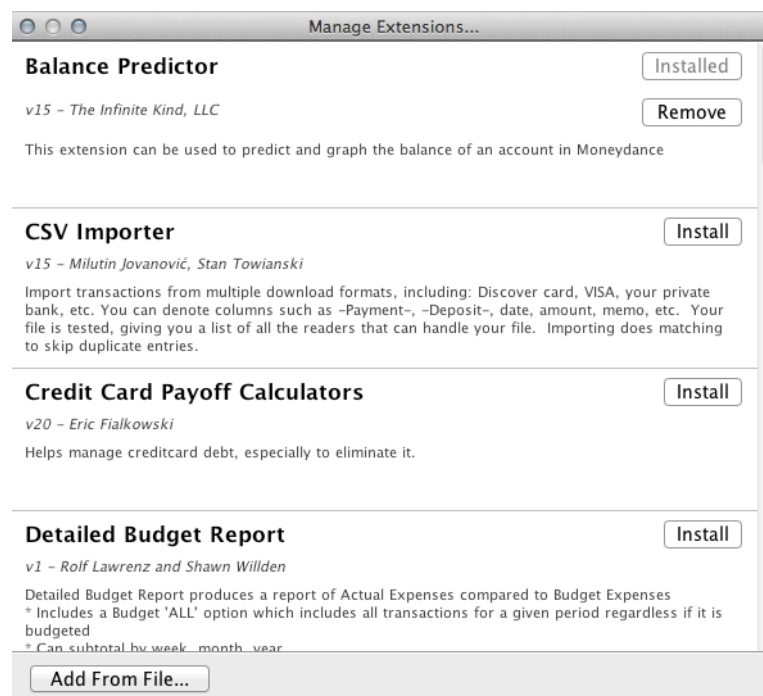 Manage Extensions...
Balance Predictor
Installed
v15 – The Infinite Kind, LLC
Remove
This extension can be used to predict and graph the balance of an account in Moneydance
CSV Importer
Install
v15 – Milutin Jovanović, Stan Towianski
Import transactions from multiple download formats, including: Discover card, VISA, your private
bank, etc. You can denote columns such as –Payment–, –Deposit–, date, amount, memo, etc.  Your
file is tested, giving you a list of all the readers that can handle your file.  Importing does matching
to skip duplicate entries.
Credit Card Payoff Calculators
Install
v20 – Eric Fialkowski
Helps manage creditcard debt, especially to eliminate it.
Detailed Budget Report
Install
v1 – Rolf Lawrenz and Shawn Willden
Detailed Budget Report produces a report of Actual Expenses compared to Budget Expenses
* Includes a Budget 'ALL' option which includes all transactions for a given period regardless if it is
budgeted
* Can subtotal by week, month, year
Add From File...